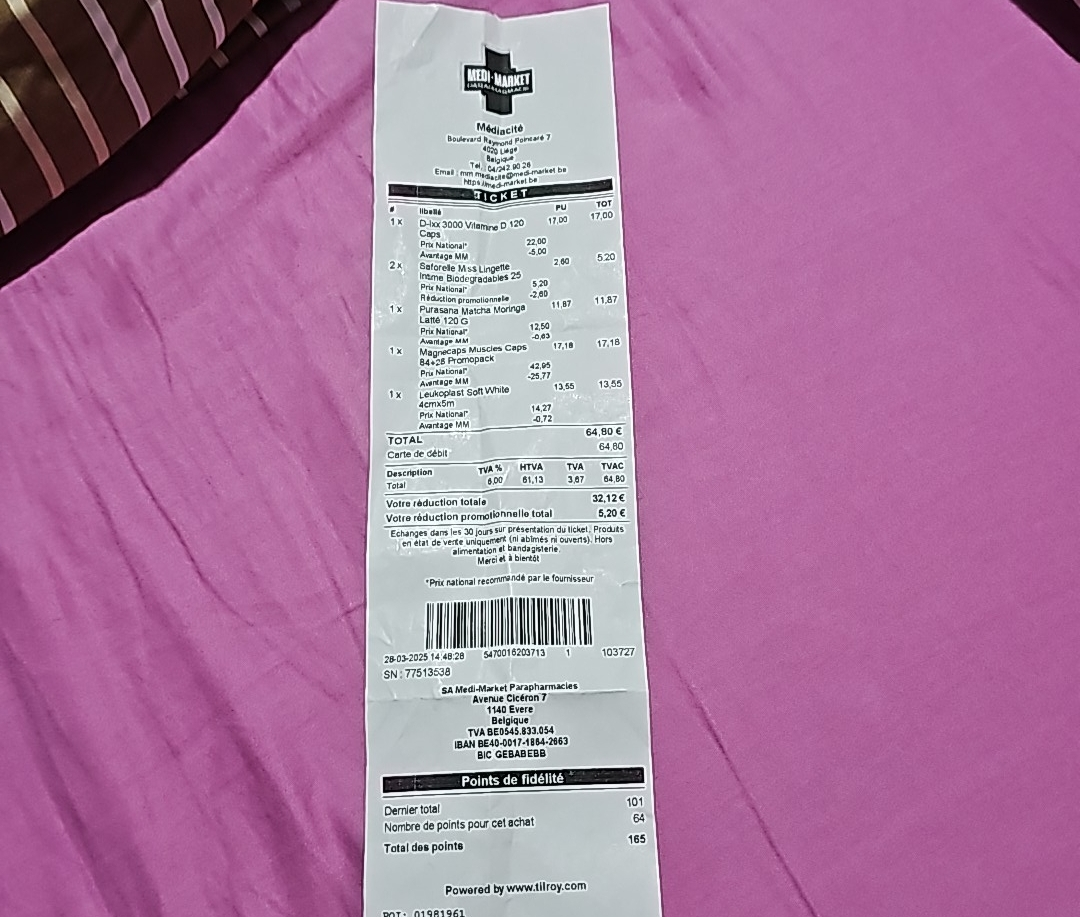 MEDI-MARKET
PARAPHARMACIE
Médiacité
Boulevard Raymond Poincaré 7
4020 Liège
Belgique
Tel. 04/242 90 26
Email mm mediacite@medi-market be
https //medi-market be
TICKET
# libellé PU TOT
1 x D-Ixx 3000 Vitamine D 120 17,00 17,00
Caps
Prix National* 22,00
Avantage MM -5,00
2 x Saforelle Miss Lingette 2,60 5,20
Intime Biodegradables 25
Prix National* 5,20
Réduction promotionnelle -2,60
1 x Purasana Matcha Moringa 11,87 11,87
Latté 120 G
Prix National* 12,50
Avantage MM -0,63
1 x Magnecaps Muscles Caps 17,18 17,18
84+28 Promopack
Prix National* 42,95
Avantage MM -25,77
1 x Leukoplast Soft White 13,55 13,55
4cmx5m
Prix National* 14,27
Avantage MM -0,72
TOTAL 64,80 €
Carte de débit 64,80
Description TVA % HTVA TVA TVAC
Total 6,00 61,13 3,67 64,80
Votre réduction totale 32,12 €
Votre réduction promotionnelle total 5,20 €
Echanges dans les 30 jours sur présentation du ticket. Produits
en état de vente uniquement (ni abîmés ni ouverts). Hors
alimentation et bandagisterie.
Merci et à bientôt
*Prix national recommandé par le fournisseur
28-03-2025 14:48:28 5470016203713 1 103727
SN : 77513538
SA Medi-Market Parapharmacies
Avenue Cicéron 7
1140 Evere
Belgique
TVA BE0545.833.054
IBAN BE40-0017-1864-2663
BIC GEBABEBB
Points de fidélité
Dernier total 101
Nombre de points pour cet achat 64
Total des points 165
Powered by www.tilroy.com
POT: 01981961